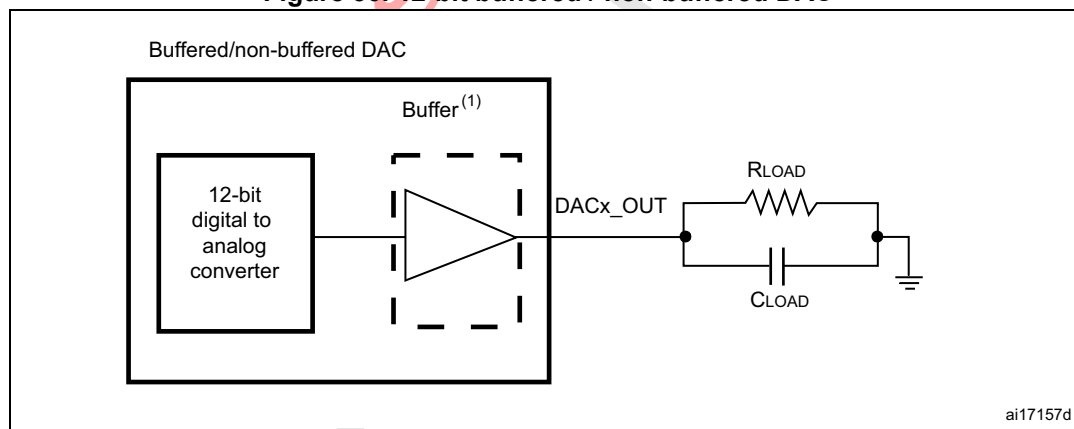 Buffered/non-buffered DAC
Buffer(1)
12-bit
digital to
analog
converter
DACx_OUT
RLOAD
CLOAD
ai17157d